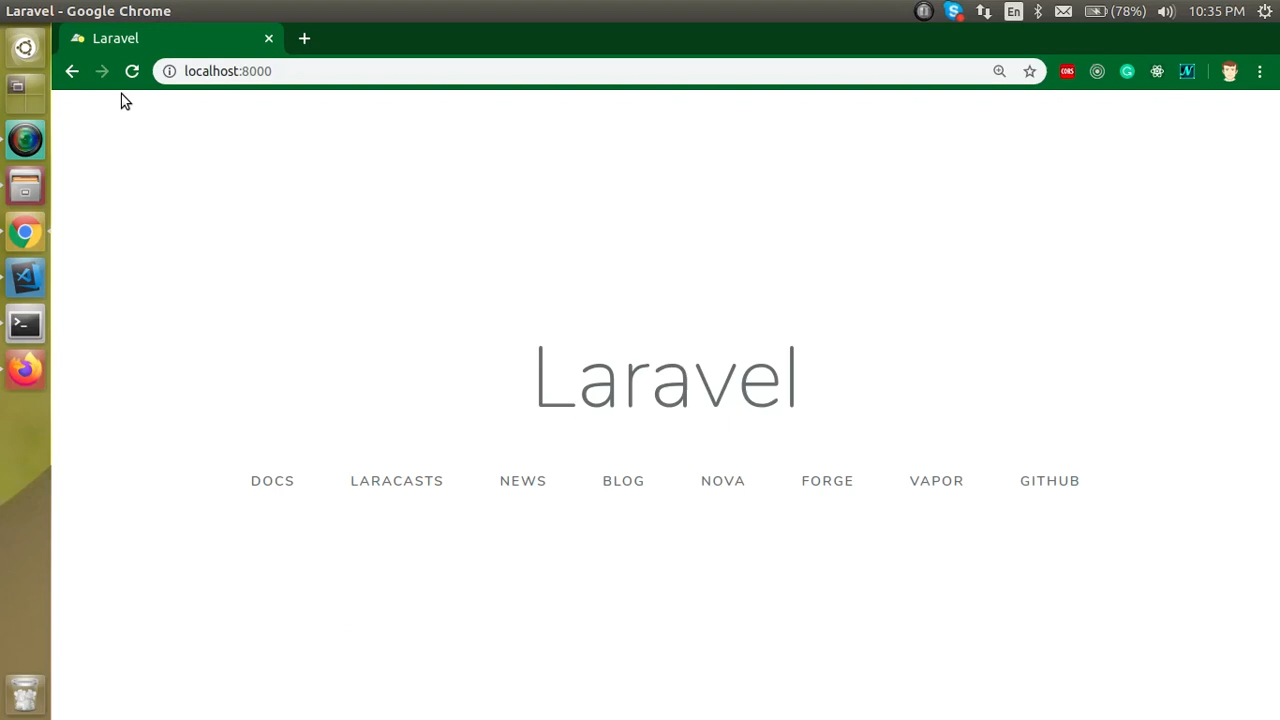 Laravel - Google Chrome
En
(78%)
10:35 PM
Laravel
localhost:8000
CORS
Laravel
DOCS LARACASTS NEWS BLOG NOVA FORGE VAPOR GITHUB